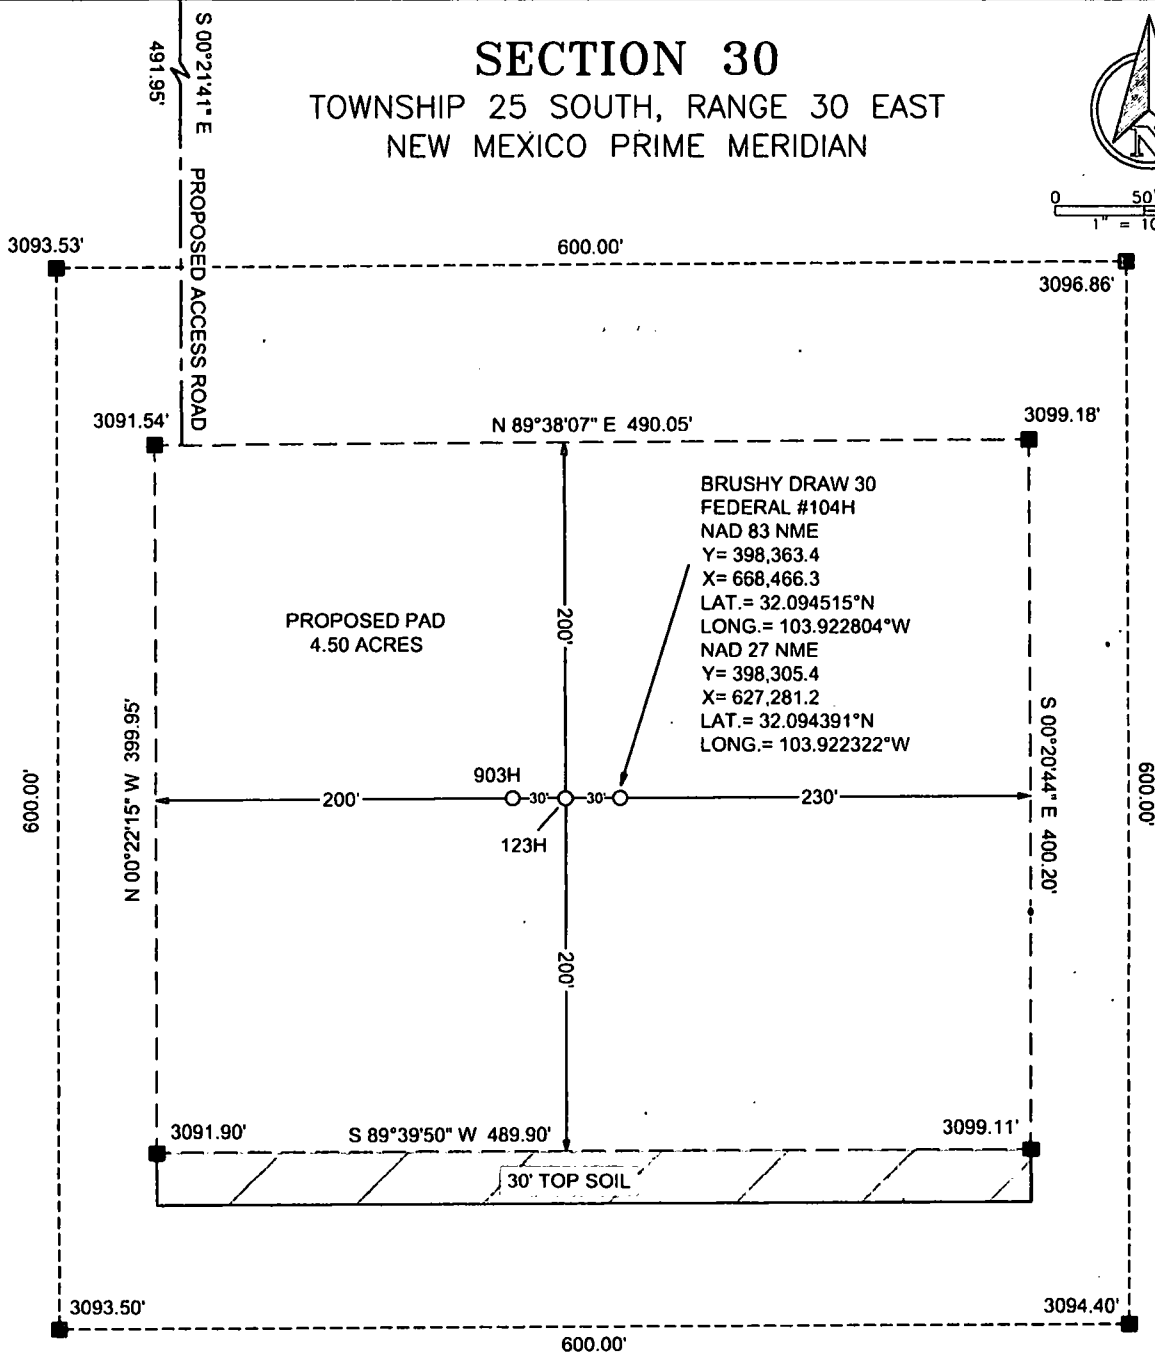 SECTION 30
TOWNSHIP 25 SOUTH, RANGE 30 EAST
NEW MEXICO PRIME MERIDIAN
S 00°21'41" E
491.95'
PROPOSED ACCESS ROAD
N
0 50'
1" =
3093.53'
600.00'
3096.86'
3091.54'
N 89°38'07" E 490.05'
3099.18'
BRUSHY DRAW 30
FEDERAL #104H
NAD 83 NME
Y= 398,363.4
X= 668,466.3
LAT.= 32.094515°N
LONG.= 103.922804°W
NAD 27 NME
Y= 398,305.4
X= 627,281.2
LAT.= 32.094391°N
LONG.= 103.922322°W
PROPOSED PAD
4.50 ACRES
200'
600.00'
N 00°22'15" W 399.95'
903H
200'
30'
30'
230'
123H
S 00°20'44" E 400.20'
600.00'
200'
3091.90'
S 89°39'50" W 489.90'
3099.11'
30' TOP SOIL
3093.50'
3094.40'
600.00'